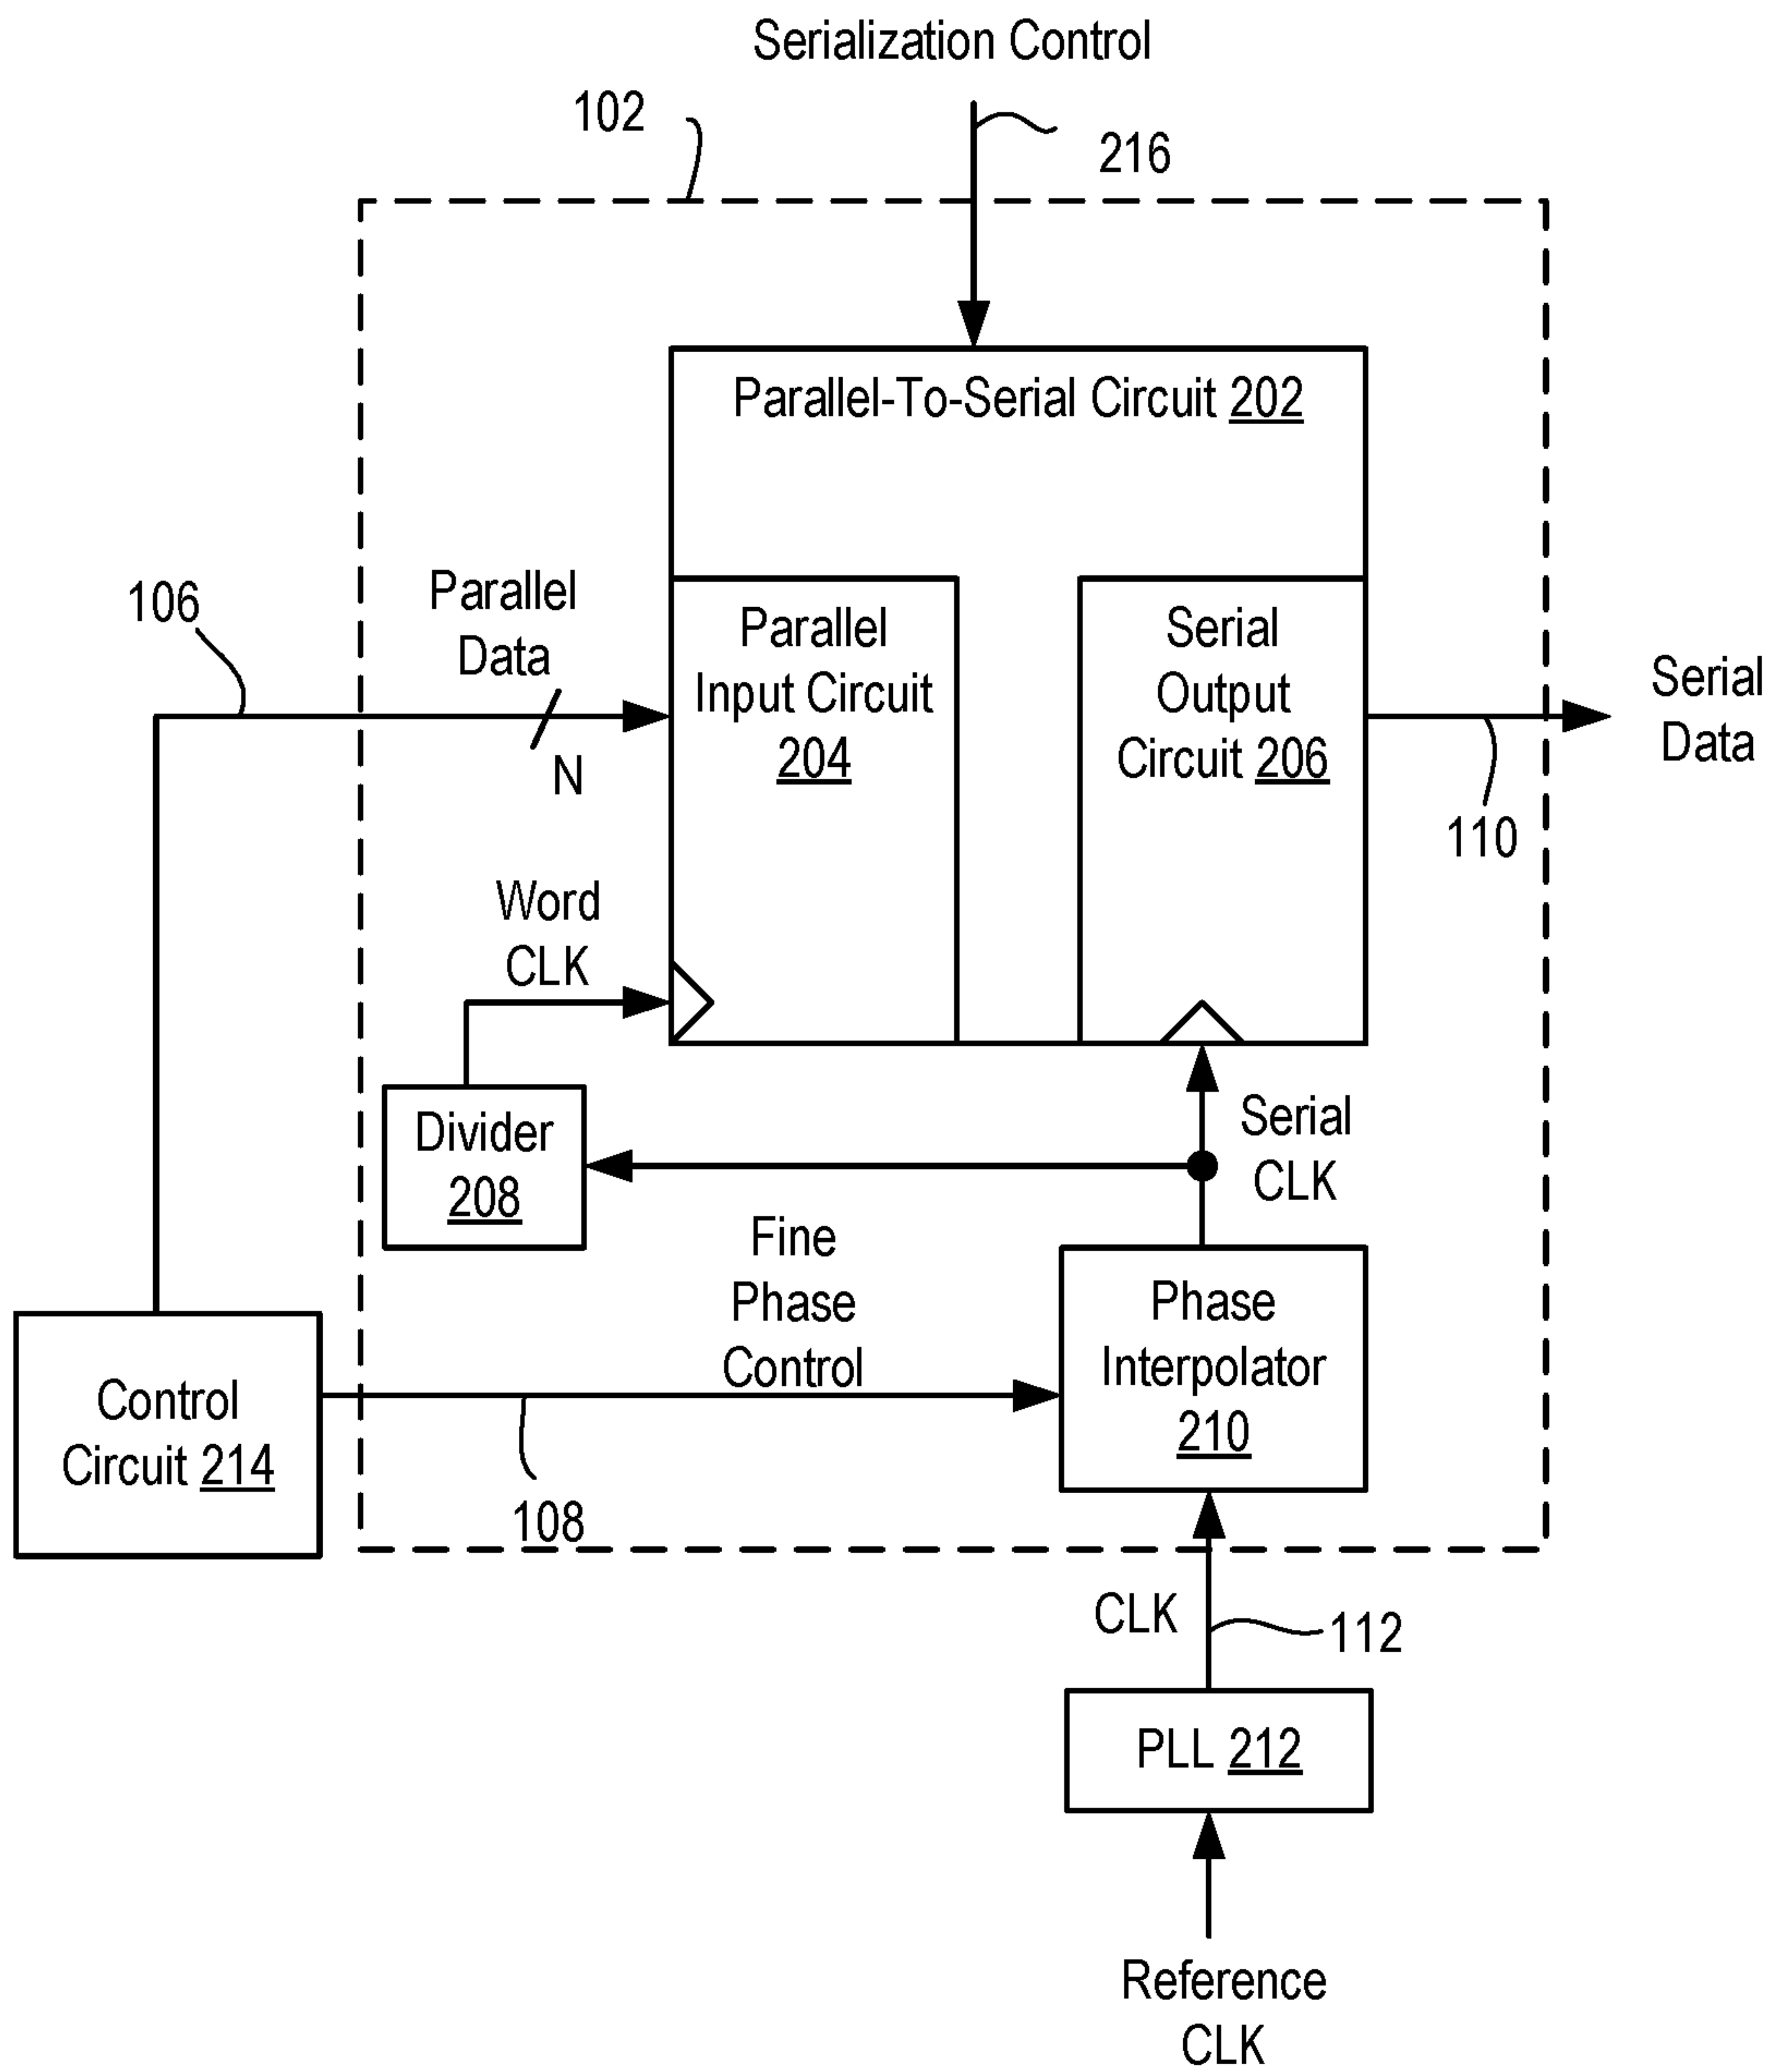 Serialization Control
102
216
Parallel-To-Serial Circuit 202
106
Parallel
Data
N
Parallel
Input Circuit
204
Serial
Output
Circuit 206
Serial
Data
110
Word
CLK
Divider
208
Serial
CLK
Fine
Phase
Control
Phase
Interpolator
210
Control
Circuit 214
108
CLK
112
PLL 212
Reference
CLK